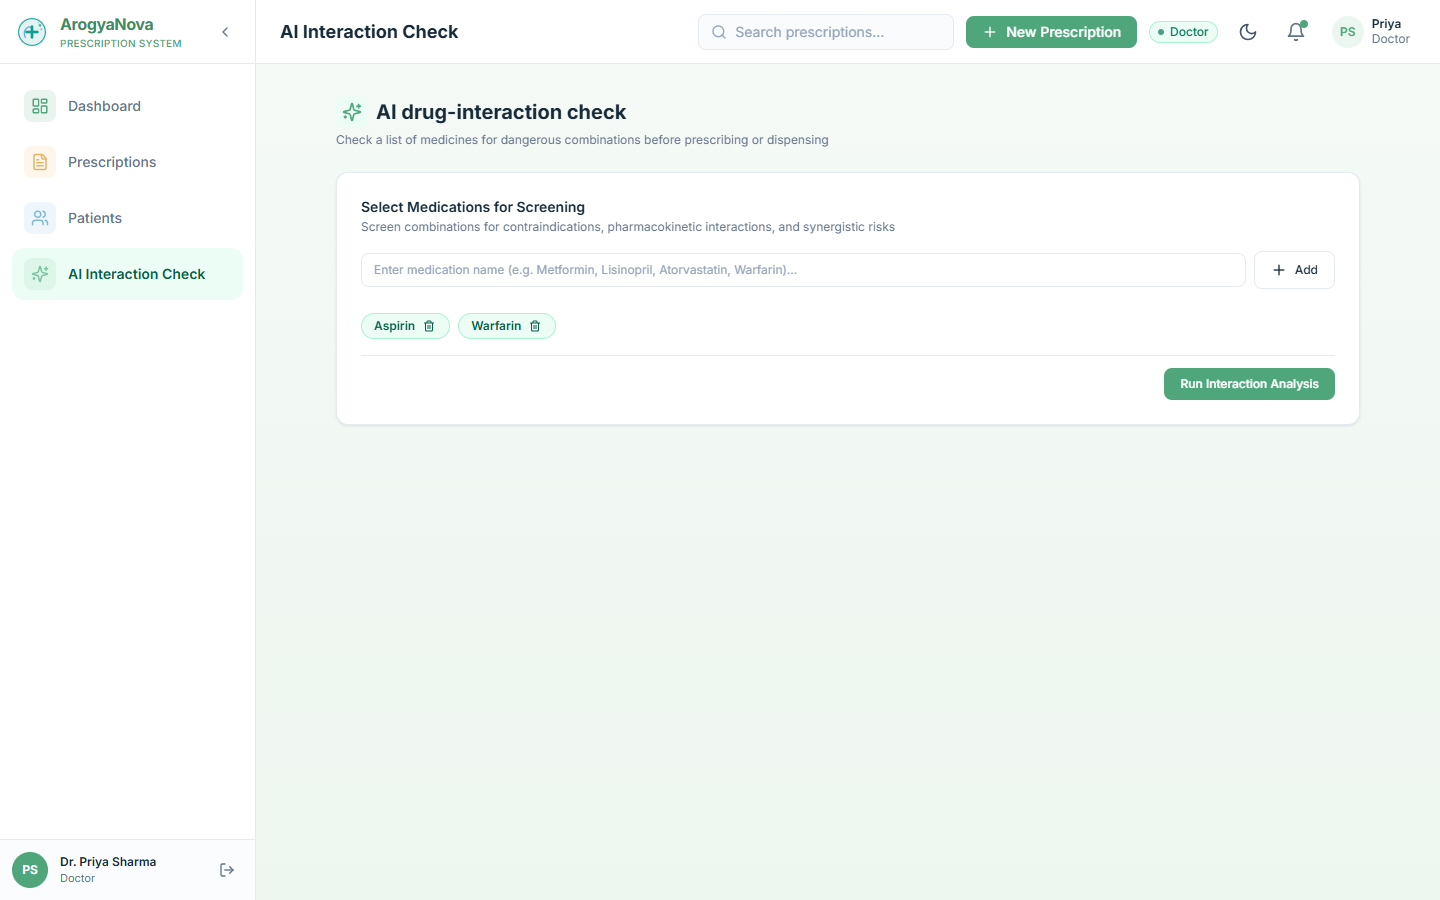 ArogyaNova
PRESCRIPTION SYSTEM
AI Interaction Check
Search prescriptions...
New Prescription
Doctor
PS
Priya
Doctor
Dashboard
Prescriptions
Patients
AI Interaction Check
AI drug-interaction check
Check a list of medicines for dangerous combinations before prescribing or dispensing
Select Medications for Screening
Screen combinations for contraindications, pharmacokinetic interactions, and synergistic risks
Enter medication name (e.g. Metformin, Lisinopril, Atorvastatin, Warfarin)...
Add
Aspirin
Warfarin
Run Interaction Analysis
PS
Dr. Priya Sharma
Doctor